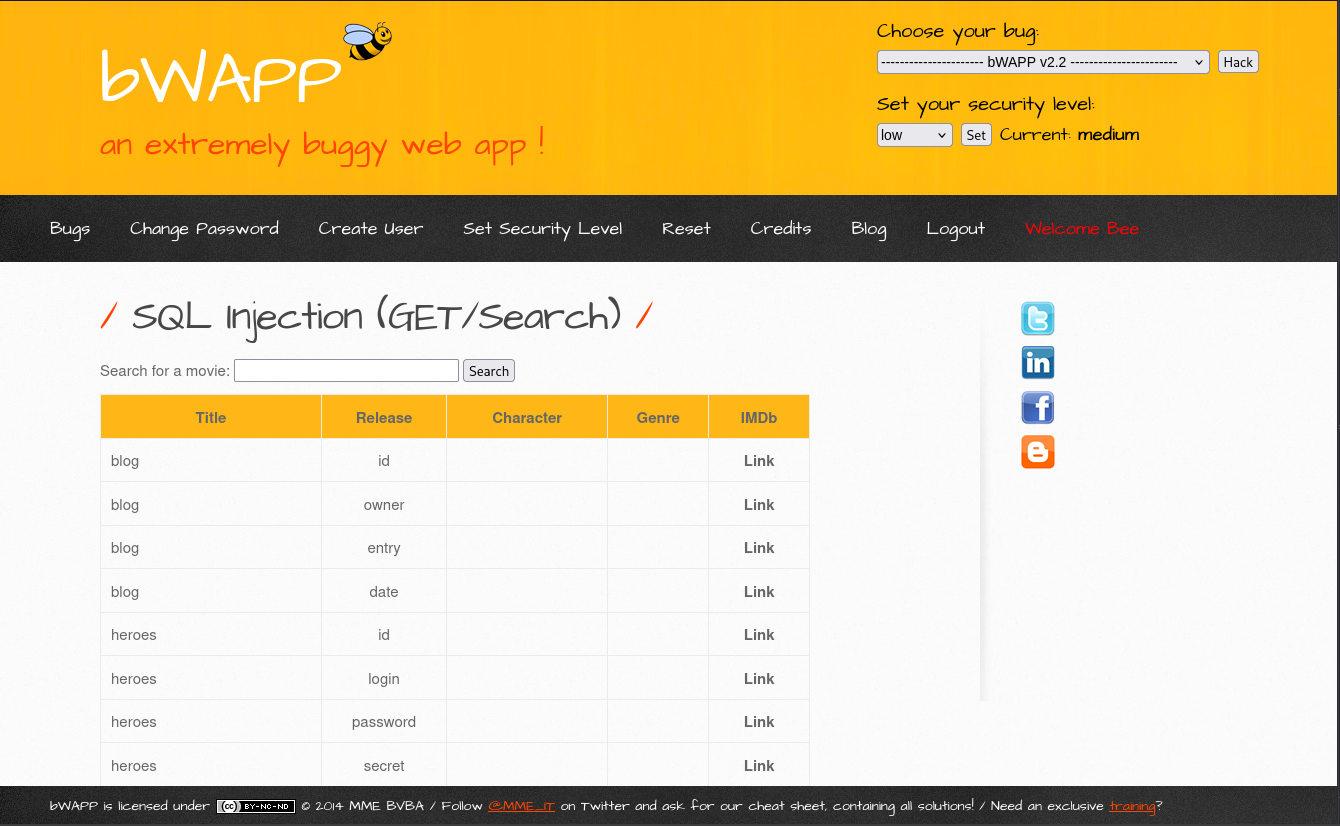 bWAPP
an extremely buggy web app !
Choose your bug:
---------------------- bWAPP v2.2 -----------------------
Hack
Set your security level:
low
Set
Current: medium
Bugs
Change Password
Create User
Set Security Level
Reset
Credits
Blog
Logout
Welcome Bee
/ SQL Injection (GET/Search) /
Search for a movie:
Search
Title Release Character Genre IMDb
blog id Link
blog owner Link
blog entry Link
blog date Link
heroes id Link
heroes login Link
heroes password Link
heroes secret Link
bWAPP is licensed under (cc) BY-NC-ND © 2014 MME BVBA / Follow @MME_IT on Twitter and ask for our cheat sheet, containing all solutions! / Need an exclusive training?